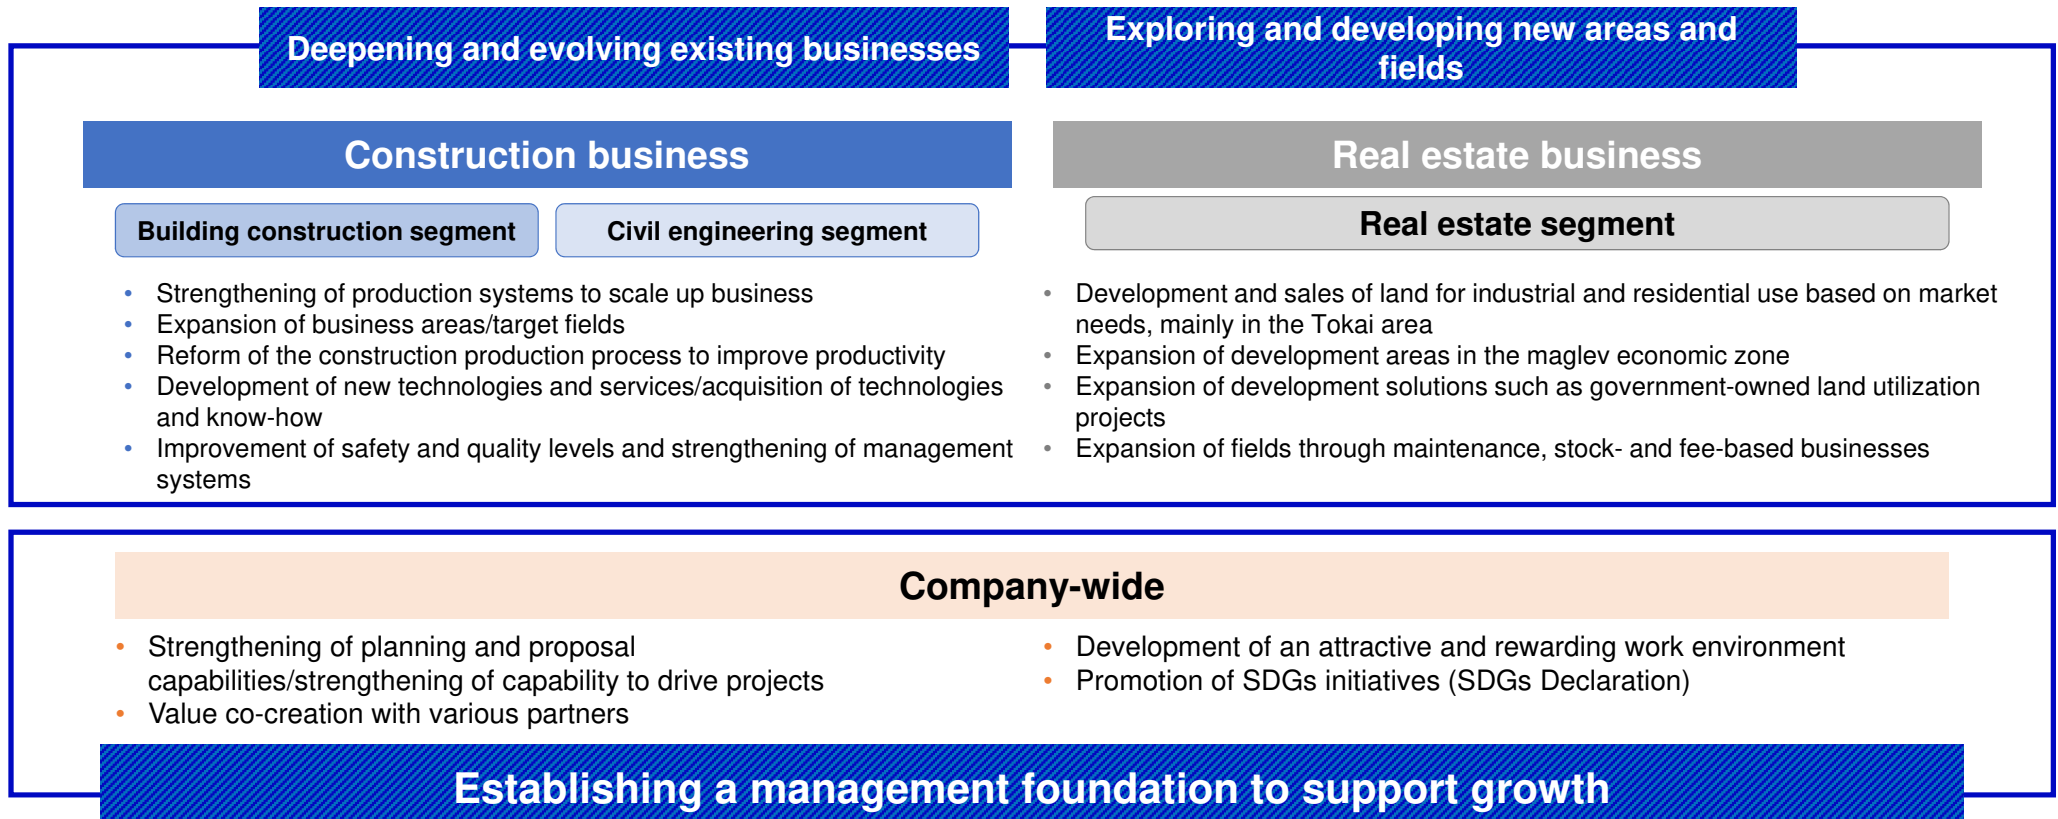 Deepening and evolving existing businesses
Exploring and developing new areas and
fields
Construction business
Building construction segment
Civil engineering segment
• Strengthening of production systems to scale up business
• Expansion of business areas/target fields
• Reform of the construction production process to improve productivity
• Development of new technologies and services/acquisition of technologies
and know-how
• Improvement of safety and quality levels and strengthening of management
systems
Real estate business
Real estate segment
• Development and sales of land for industrial and residential use based on market
needs, mainly in the Tokai area
• Expansion of development areas in the maglev economic zone
• Expansion of development solutions such as government-owned land utilization
projects
• Expansion of fields through maintenance, stock- and fee-based businesses
Company-wide
• Strengthening of planning and proposal
capabilities/strengthening of capability to drive projects
• Value co-creation with various partners
• Development of an attractive and rewarding work environment
• Promotion of SDGs initiatives (SDGs Declaration)
Establishing a management foundation to support growth